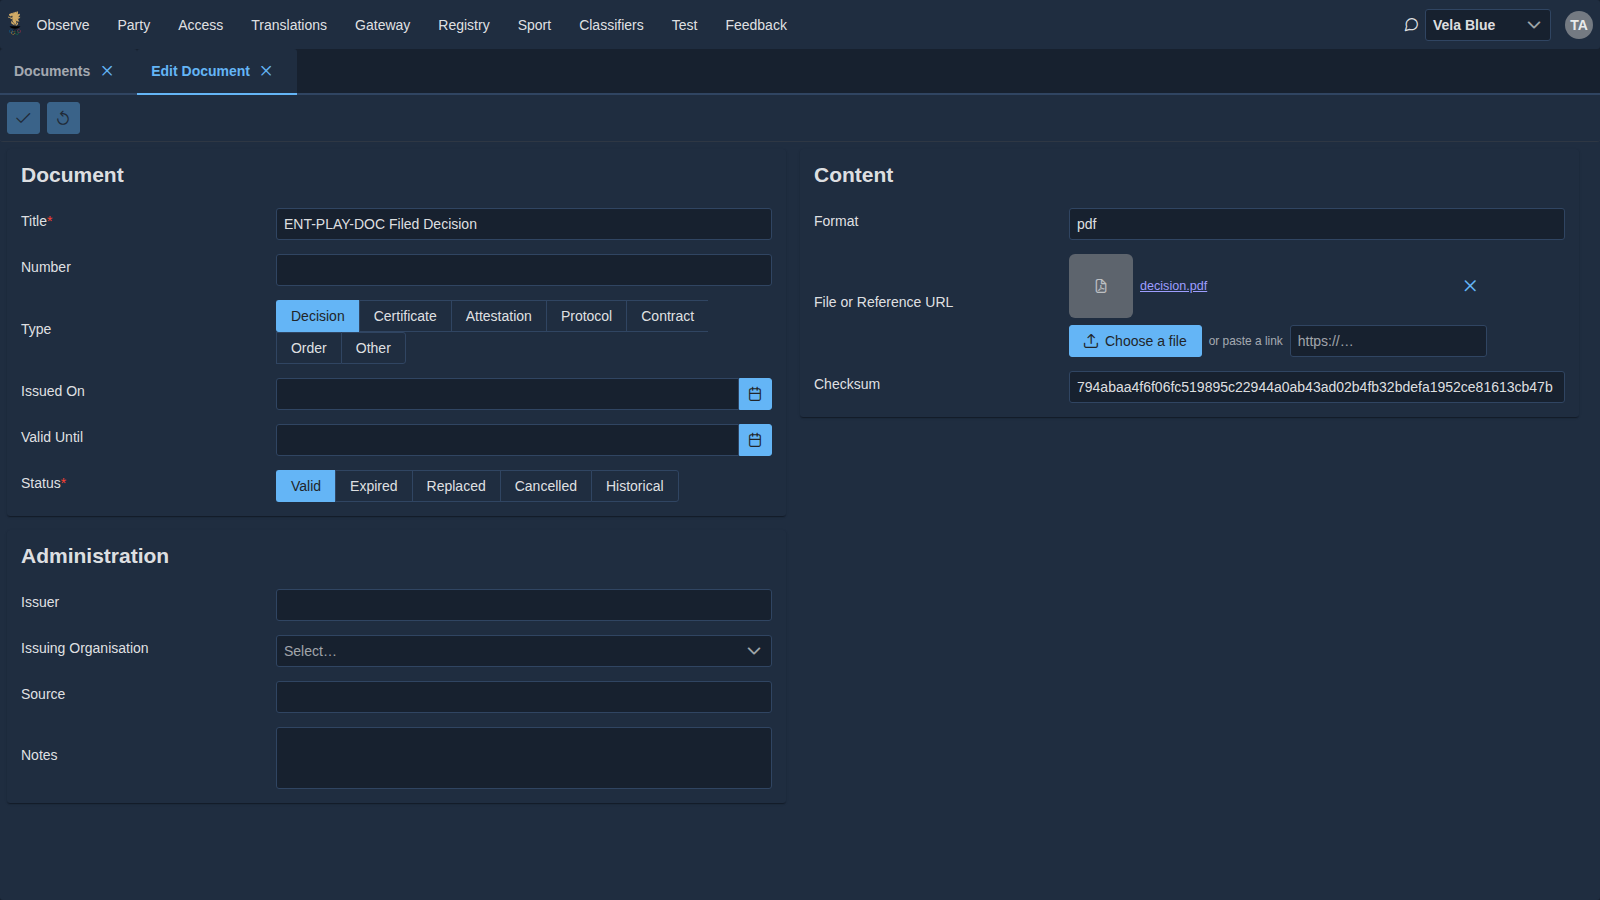 Observe Party Access Translations Gateway Registry Sport Classifiers Test Feedback Vela Blue TA
Documents Edit Document
Document
Title* ENT-PLAY-DOC Filed Decision
Number
Type Decision Certificate Attestation Protocol Contract
Order Other
Issued On
Valid Until
Status* Valid Expired Replaced Cancelled Historical
Administration
Issuer
Issuing Organisation Select…
Source
Notes
Content
Format pdf
File or Reference URL decision.pdf
Choose a file or paste a link https://…
Checksum 794abaa4f6f06fc519895c22944a0ab43ad02b4fb32bdefa1952ce81613cb47b